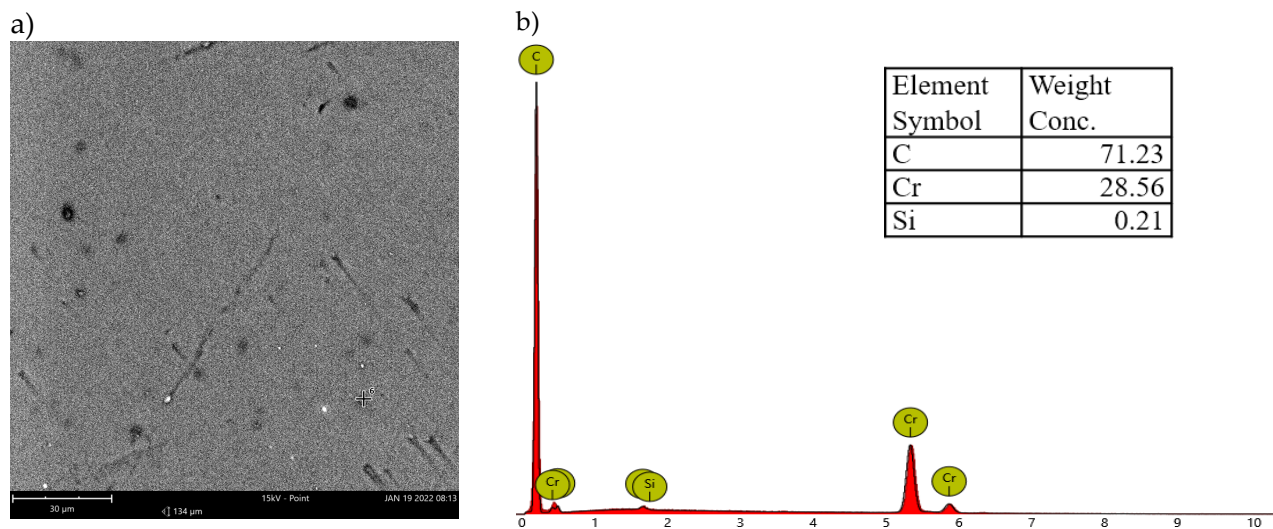 a)
6
30 µm
134 µm
15kV - Point
JAN 19 2022 08:13
b)
C
Cr
Si
Cr
Cr
0 1 2 3 4 5 6 7 8 9 10
Element Symbol Weight Conc.
C 71.23
Cr 28.56
Si 0.21